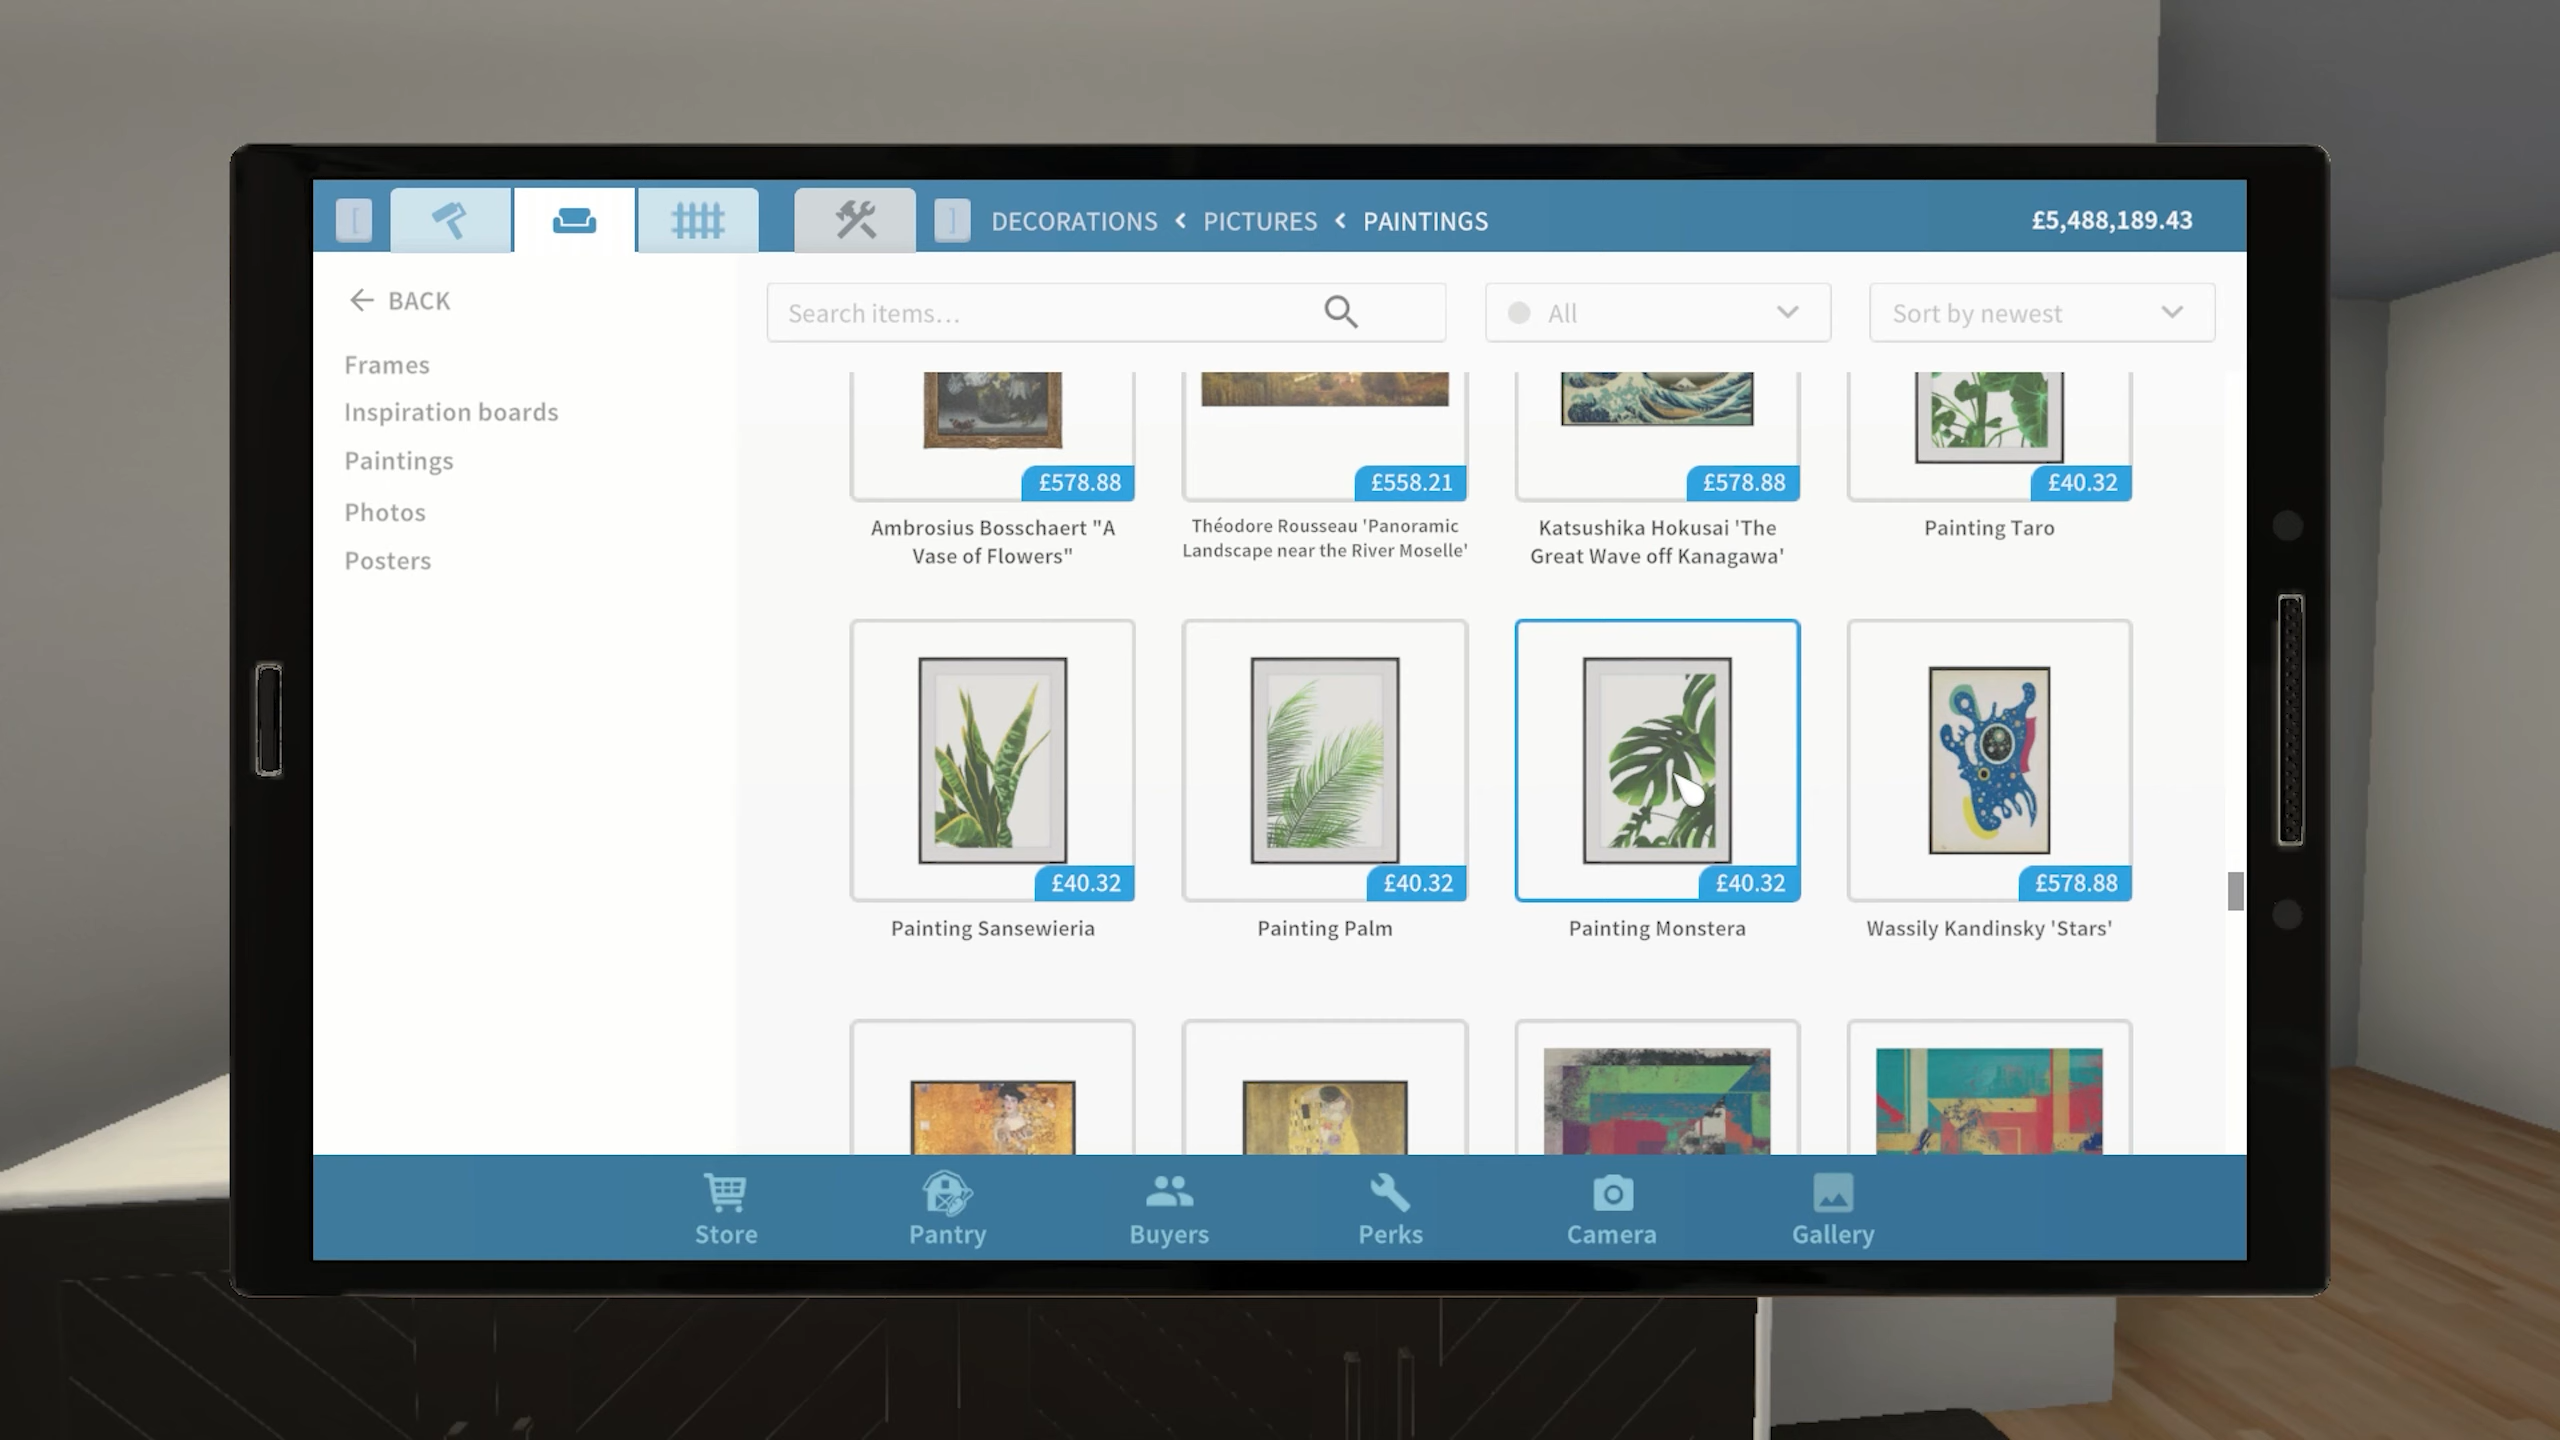 [
]
DECORATIONS < PICTURES < PAINTINGS
£5,488,189.43
BACK
Search items...
All
Sort by newest
Frames
Inspiration boards
Paintings
Photos
Posters
£578.88
£558.21
£578.88
£40.32
Ambrosius Bosschaert "A
Vase of Flowers"
Théodore Rousseau 'Panoramic
Landscape near the River Moselle'
Katsushika Hokusai 'The
Great Wave off Kanagawa'
Painting Taro
£40.32
£40.32
£40.32
£578.88
Painting Sansewieria
Painting Palm
Painting Monstera
Wassily Kandinsky 'Stars'
Store
Pantry
Buyers
Perks
Camera
Gallery